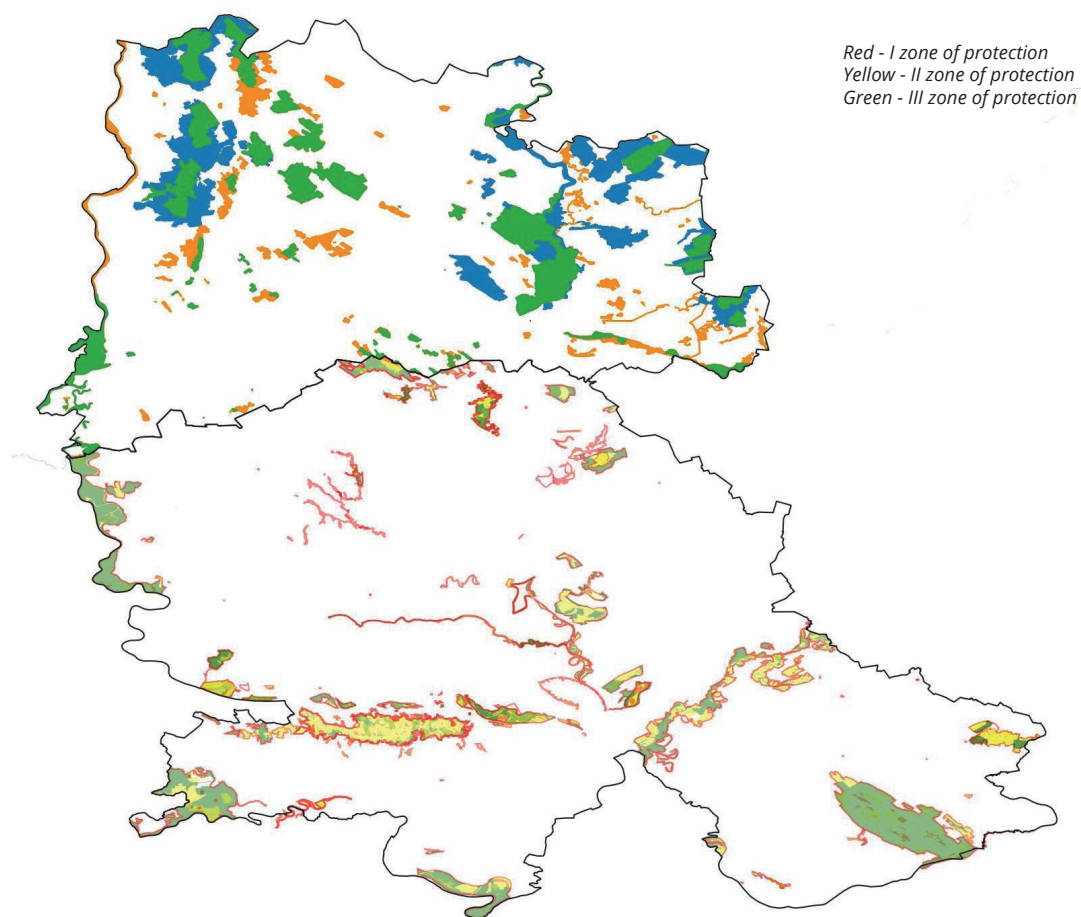 Red - I zone of protection
Yellow - II zone of protection
Green - III zone of protection